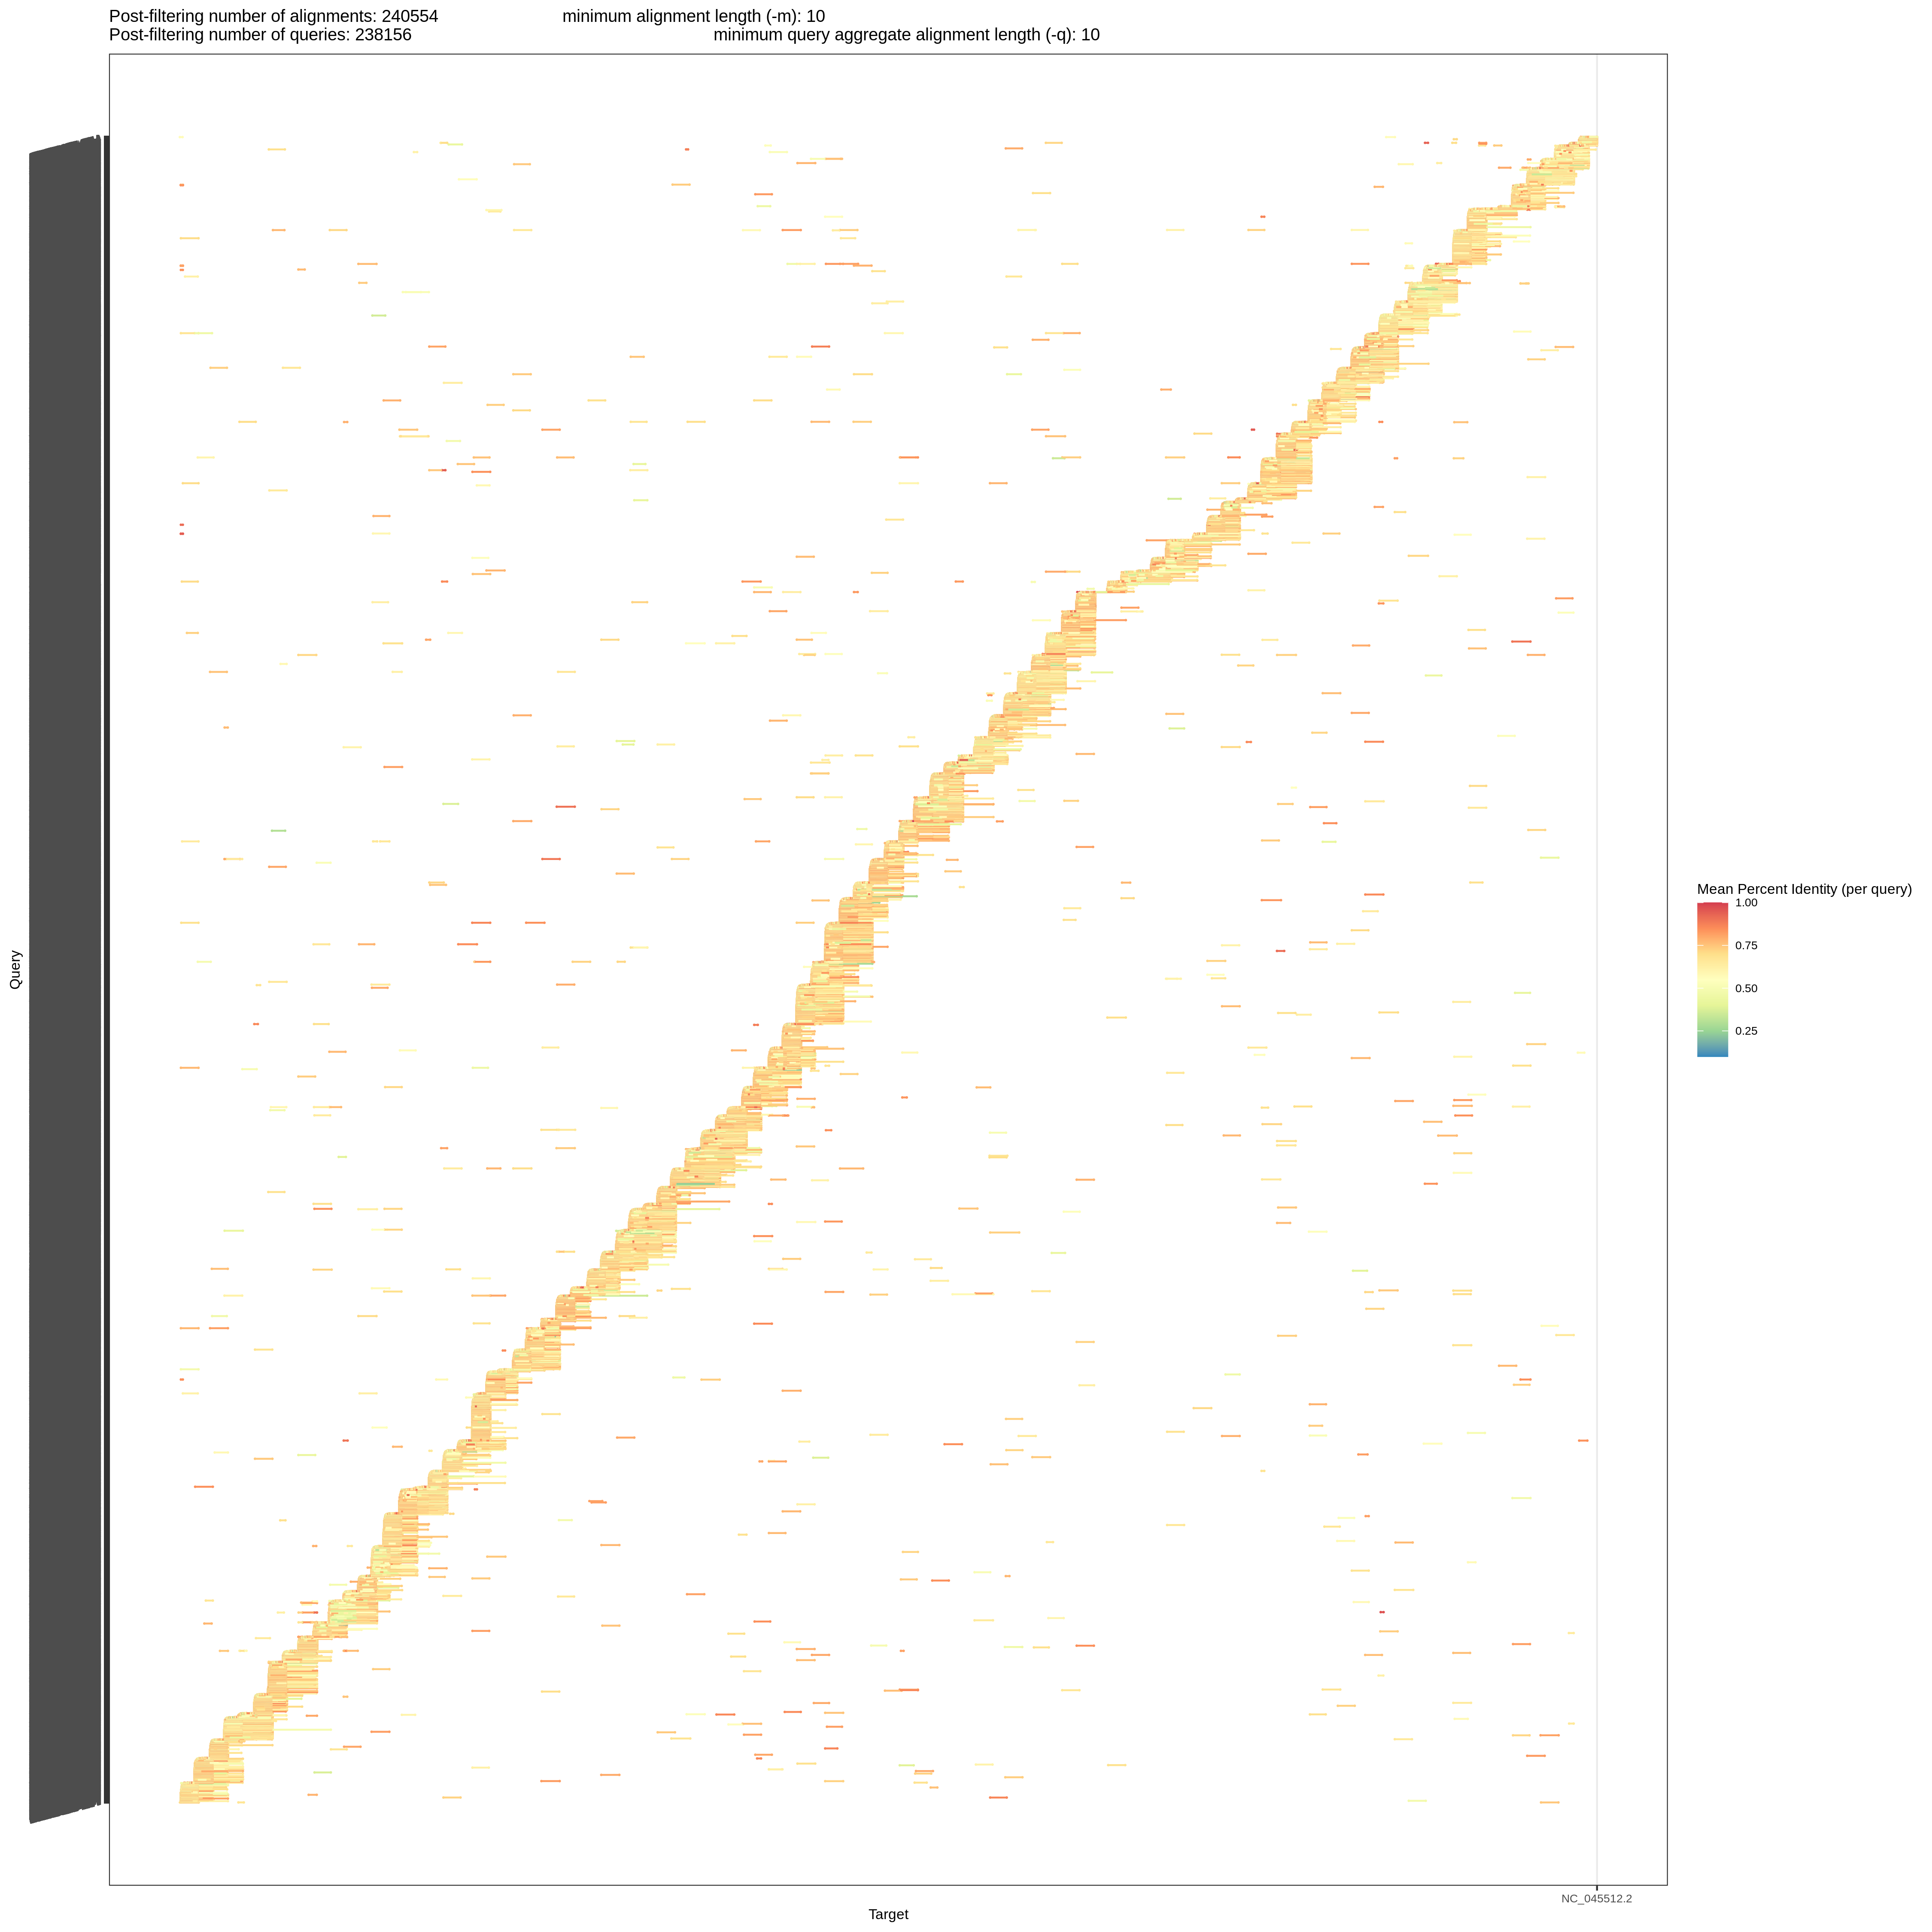 Post-filtering number of alignments: 240554 minimum alignment length (-m): 10
Post-filtering number of queries: 238156 minimum query aggregate alignment length (-q): 10
Query
Mean Percent Identity (per query)
1.00
0.75
0.50
0.25
NC_045512.2
Target